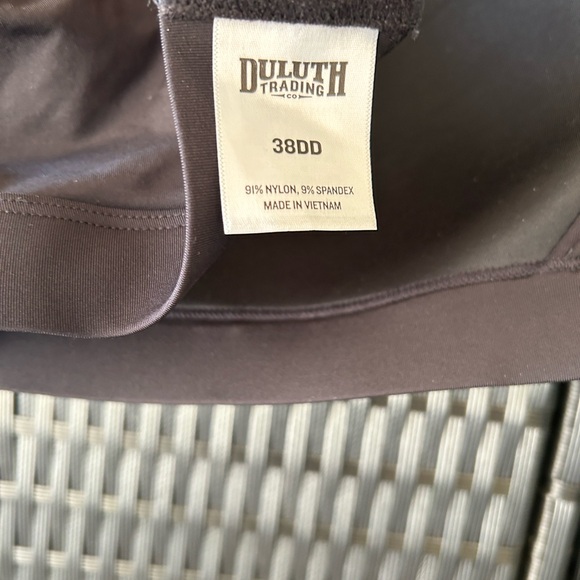 DULUTH
TRADING
CO
38DD
91% NYLON, 9% SPANDEX
MADE IN VIETNAM